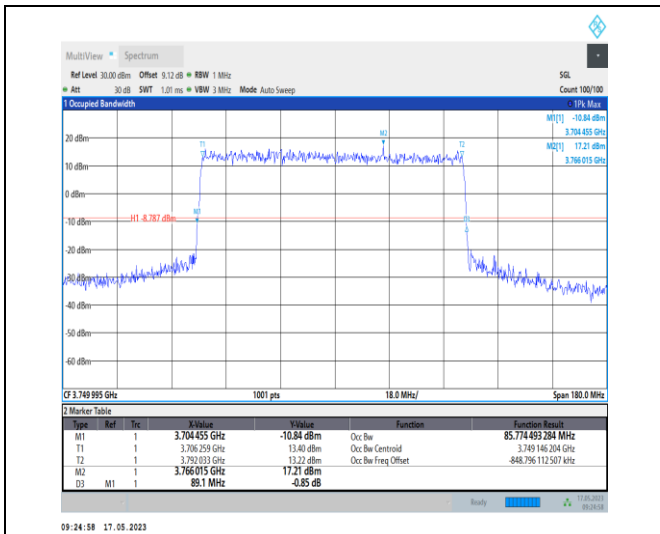 MultiView Spectrum
Ref Level 30.00 dBm Offset 9.12 dB RBW 1 MHz SGL
Att 30 dB SWT 1.01 ms VBW 3 MHz Mode Auto Sweep Count 100/100
1 Occupied Bandwidth 1Pk Max
M1[1] -10.84 dBm
3.704 455 GHz
M2[1] 17.21 dBm
3.766 015 GHz
20 dBm
T1 M2 T2
10 dBm
0 dBm
-10 dBm
H1 -8.787 dBm
-20 dBm
-30 dBm
-40 dBm
-50 dBm
-60 dBm
CF 3.749 995 GHz 1001 pts 18.0 MHz/ Span 180.0 MHz
2 Marker Table
Type Ref Trc X-Value Y-Value Function Function Result
M1 1 3.704 455 GHz -10.84 dBm Occ Bw 85.774 493 284 MHz
T1 1 3.706 259 GHz 13.40 dBm Occ Bw Centroid 3.749 146 204 GHz
T2 1 3.792 033 GHz 13.22 dBm Occ Bw Freq Offset -848.796 112 507 kHz
M2 1 3.766 015 GHz 17.21 dBm
D3 M1 1 89.1 MHz -0.85 dB
Ready 17.05.2023
09:24:58
09:24:58 17.05.2023